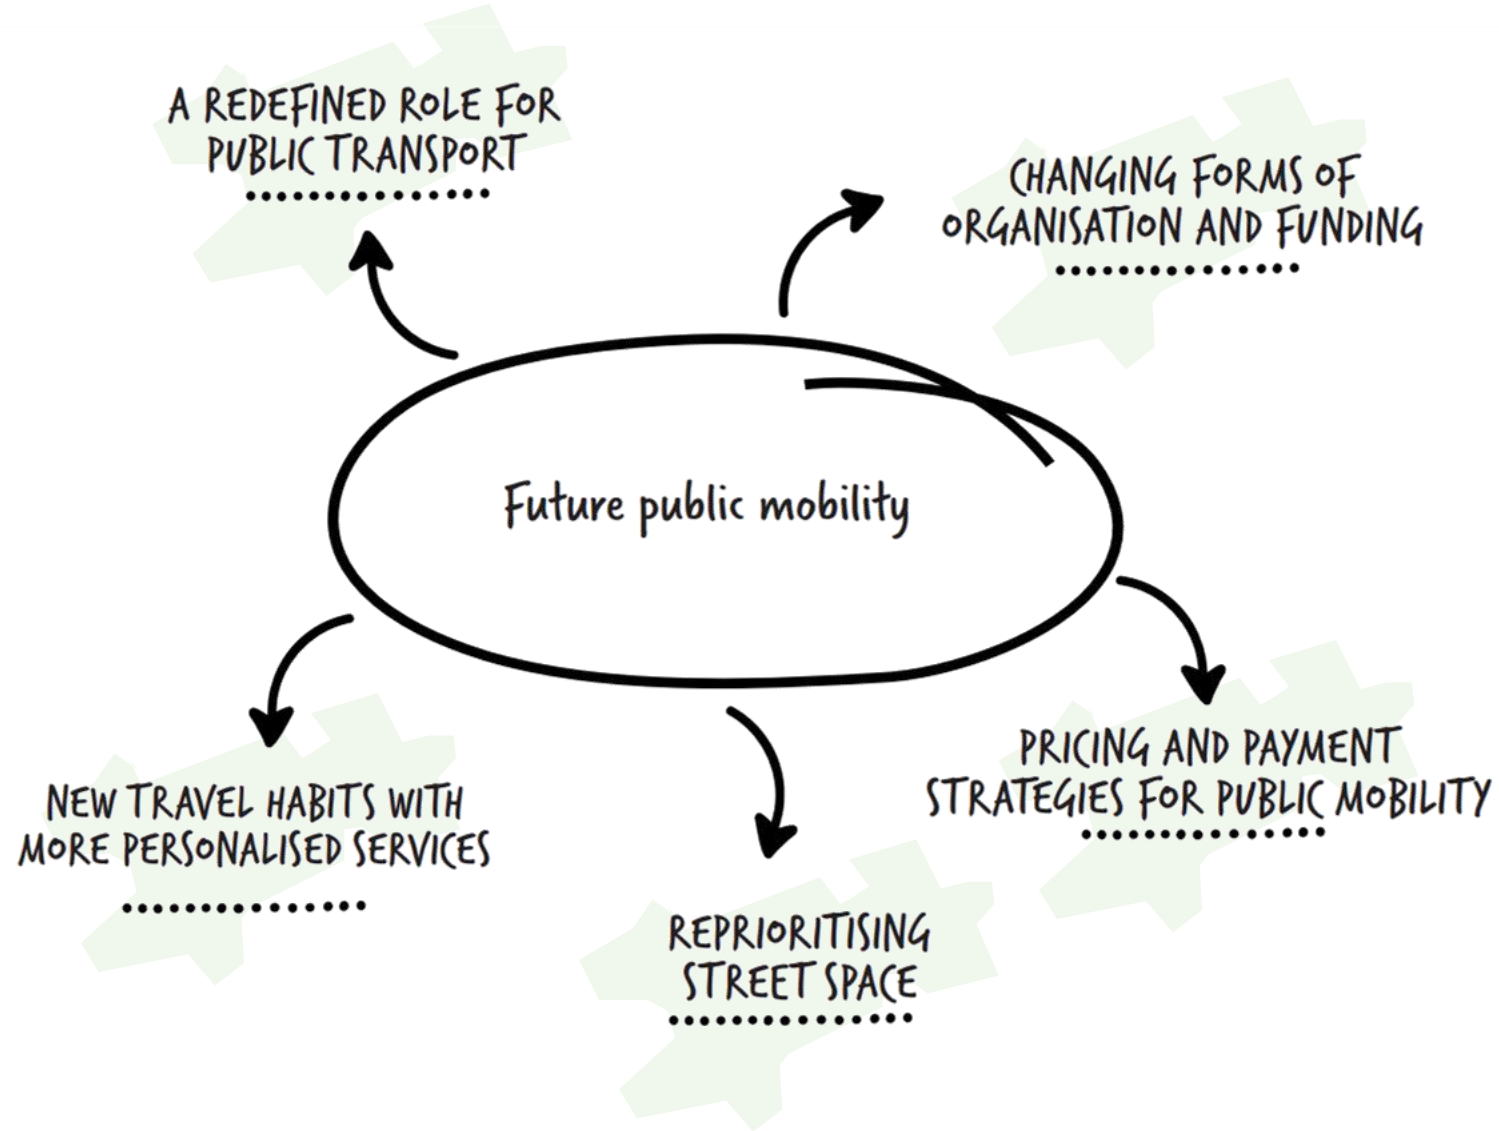 A REDEFINED ROLE FOR
PUBLIC TRANSPORT
CHANGING FORMS OF
ORGANISATION AND FUNDING
Future public mobility
NEW TRAVEL HABITS WITH
MORE PERSONALISED SERVICES
PRICING AND PAYMENT
STRATEGIES FOR PUBLIC MOBILITY
REPRIORITISING
STREET SPACE